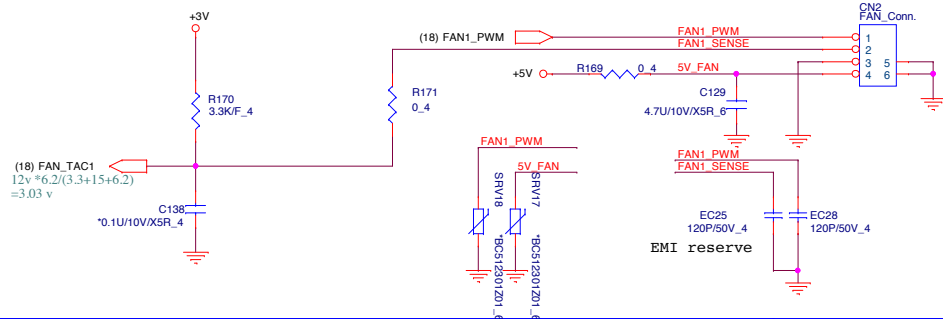 CN2
FAN_Conn.
+3V
(18) FAN1_PWM
FAN1_PWM
FAN1_SENSE
1
2
3
4
5
6
+5V
R169
0_4
5V_FAN
R170
3.3K/F_4
R171
0_4
C129
4.7U/10V/X5R_6
(18) FAN_TAC1
12v *6.2/(3.3+15+6.2)
=3.03 v
C138
*0.1U/10V/X5R_4
FAN1_PWM
5V_FAN
SRV18
*BC512301Z01_6
SRV17
*BC512301Z01_6
FAN1_PWM
FAN1_SENSE
EC25
120P/50V_4
EC28
120P/50V_4
EMI reserve